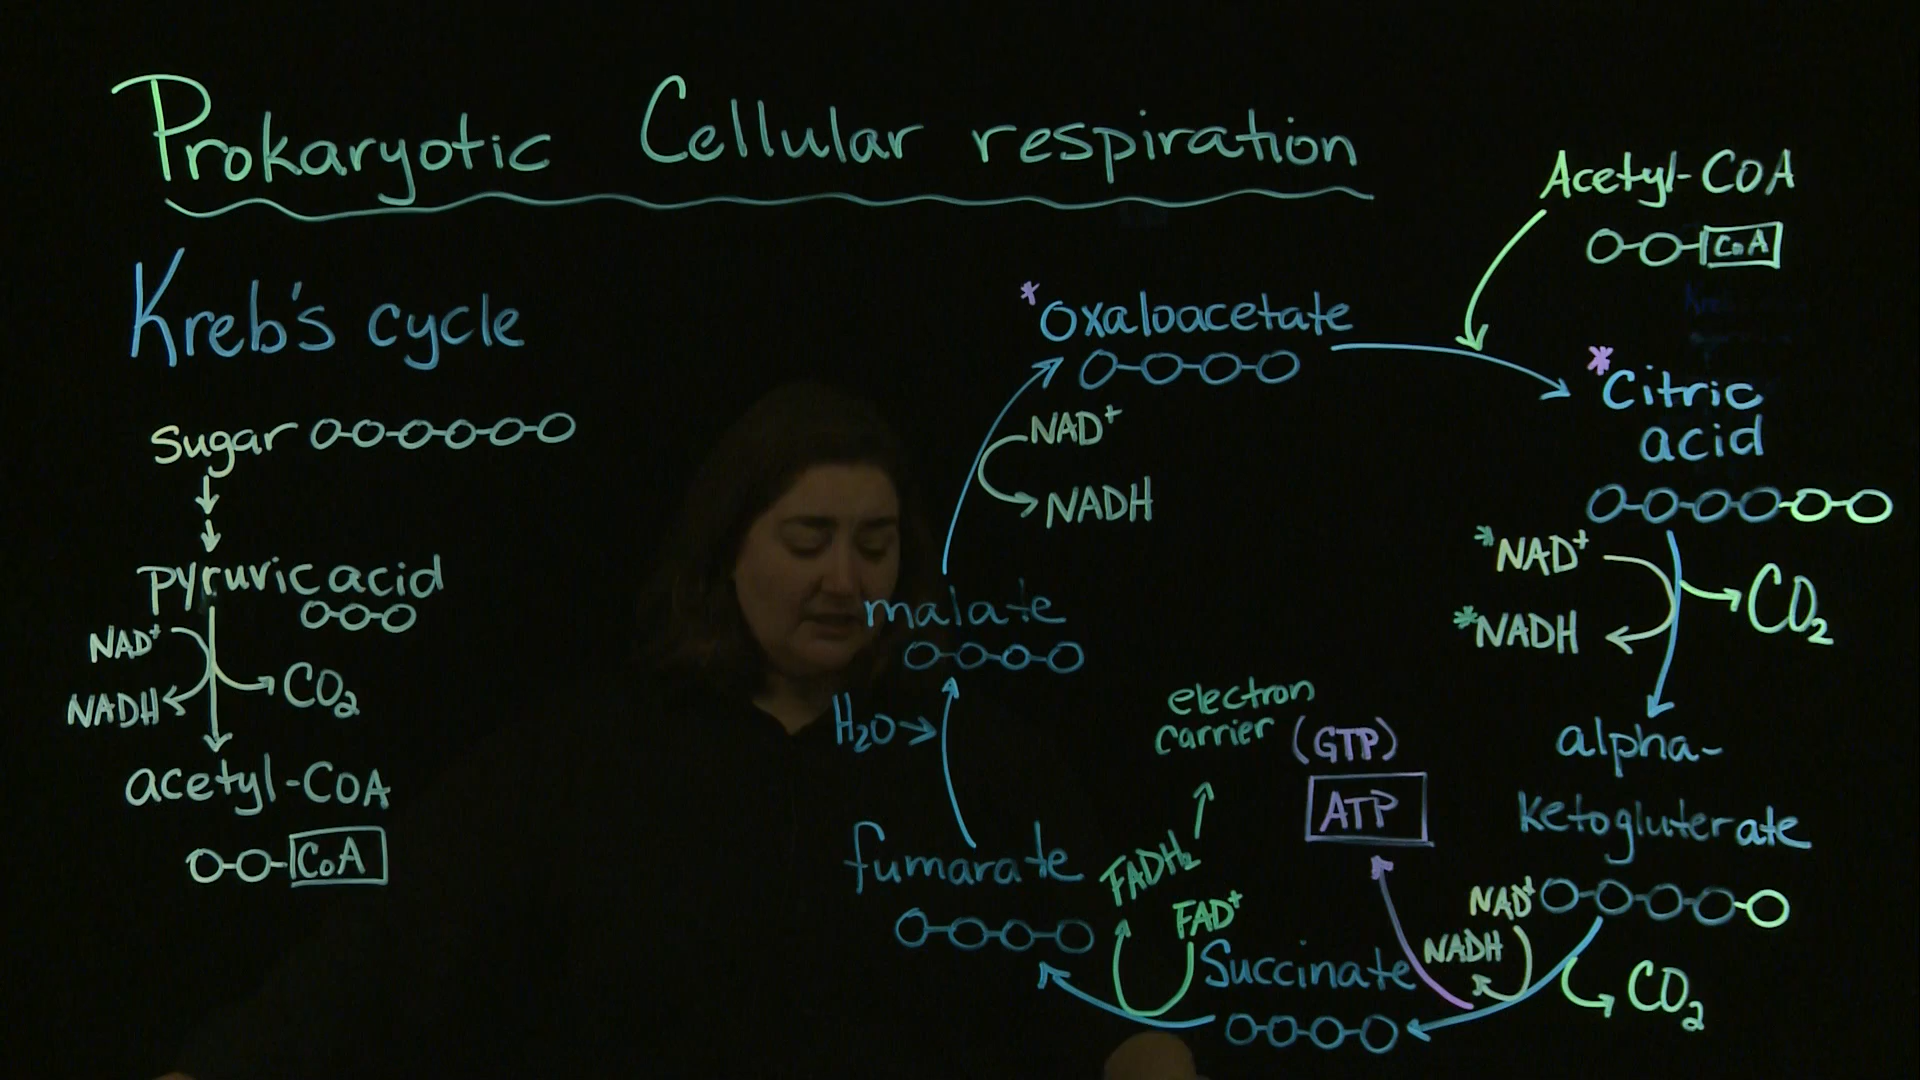 Prokaryotic Cellular respiration
Kreb's cycle
Sugar
pyruvic acid
NAD+
NADH
CO2
acetyl-CoA
CoA
Acetyl-COA
CoA
*Oxaloacetate
*Citric
acid
*NAD+
*NADH
CO2
alpha-
ketogluterate
NAD+
NADH
CO2
(GTP)
ATP
Succinate
FAD+
FADH2
electron
carrier
fumarate
H2O
malate
NAD+
NADH